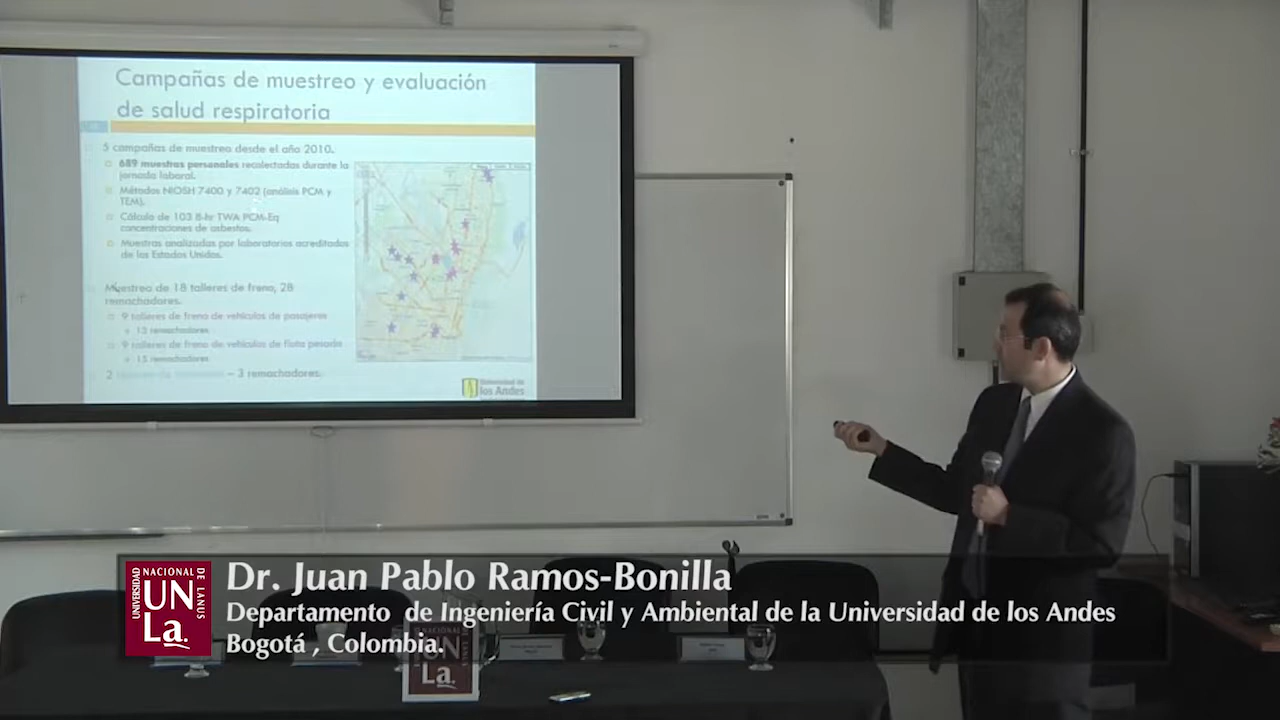 Campañas de muestreo y evaluación
de salud respiratoria
5 campañas de muestreo desde el año 2010.
689 muestras personales recolectadas durante la
jornada laboral.
Métodos NIOSH 7400 y 7402 (análisis PCM y
TEM).
Cálculo de 103 8-hr TWA PCM-Eq
concentraciones de asbestos.
Muestras analizadas por laboratorios acreditados
de los Estados Unidos.
Muestreo de 18 talleres de freno, 28
remachadores.
9 talleres de freno de vehículos de pasajeros
13 remachadores
9 talleres de freno de vehículos de flota pesada
15 remachadores
2 – 3 remachadores.
Universidad de
los Andes
UNIVERSIDAD NACIONAL DE LANUS
UN
La.
Dr. Juan Pablo Ramos-Bonilla
Departamento de Ingeniería Civil y Ambiental de la Universidad de los Andes
Bogotá , Colombia.
NACIONAL
UN
La.